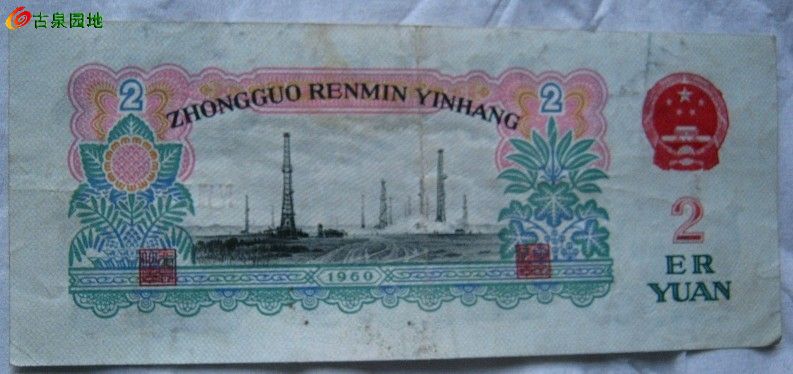 古泉园地
ZHONGGUO RENMIN YINHANG
2
2
1960
2
ER
YUAN